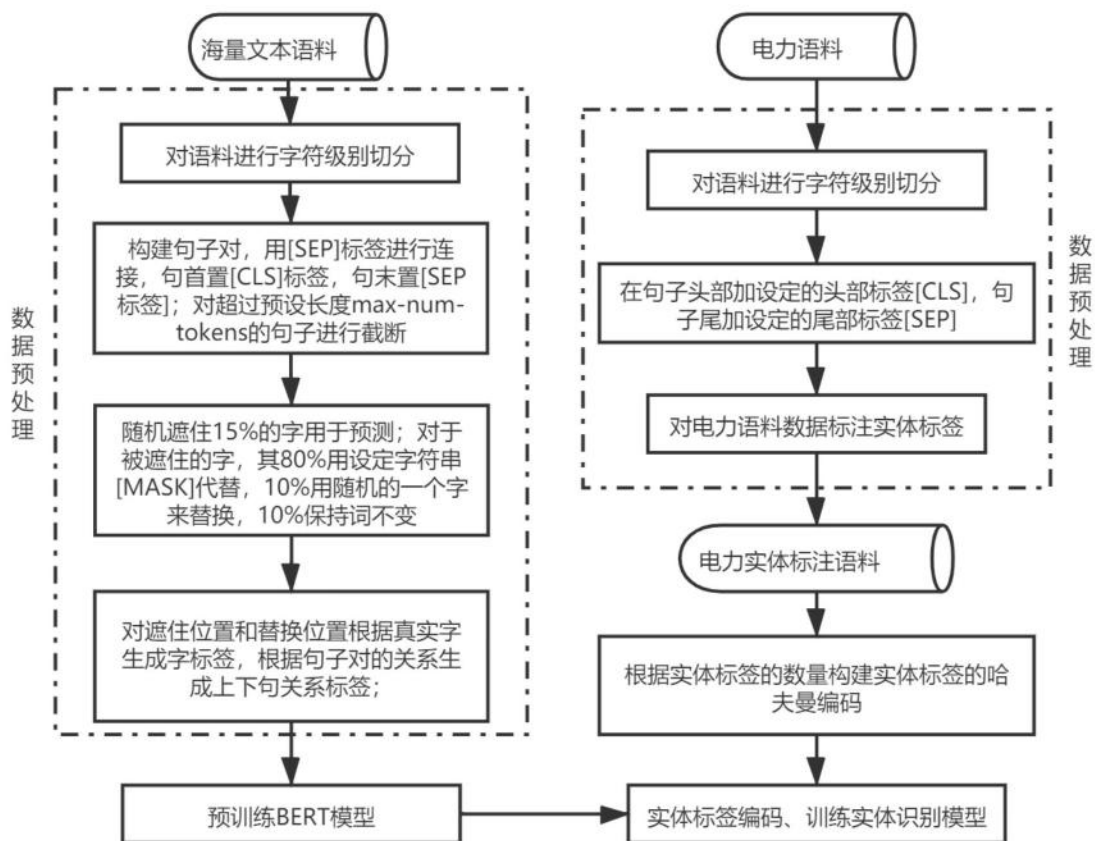 海量文本语料
对语料进行字符级别切分
构建句子对，用[SEP]标签进行连
接，句首置[CLS]标签，句末置[SEP
标签]；对超过预设长度max-num-
tokens的句子进行截断
随机遮住15%的字用于预测；对于
被遮住的字，其80%用设定字符串
[MASK]代替，10%用随机的一个字
来替换，10%保持词不变
对遮住位置和替换位置根据真实字
生成字标签，根据句子对的关系生
成上下句关系标签；
数据预处理
预训练BERT模型
电力语料
对语料进行字符级别切分
在句子头部加设定的头部标签[CLS]，句
子尾加设定的尾部标签[SEP]
对电力语料数据标注实体标签
数据预处理
电力实体标注语料
根据实体标签的数量构建实体标签的哈
夫曼编码
实体标签编码、训练实体识别模型